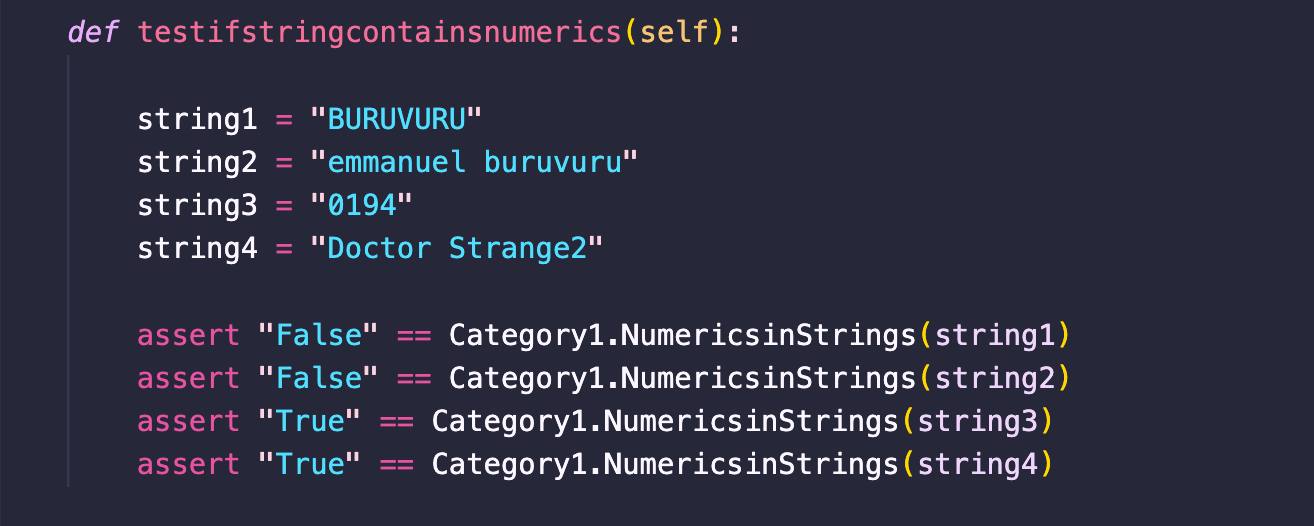 def testifstringcontainsnumerics(self):
string1 = "BURUVURU"
string2 = "emmanuel buruvuru"
string3 = "0194"
string4 = "Doctor Strange2"
assert "False" == Category1.NumericsinStrings(string1)
assert "False" == Category1.NumericsinStrings(string2)
assert "True" == Category1.NumericsinStrings(string3)
assert "True" == Category1.NumericsinStrings(string4)